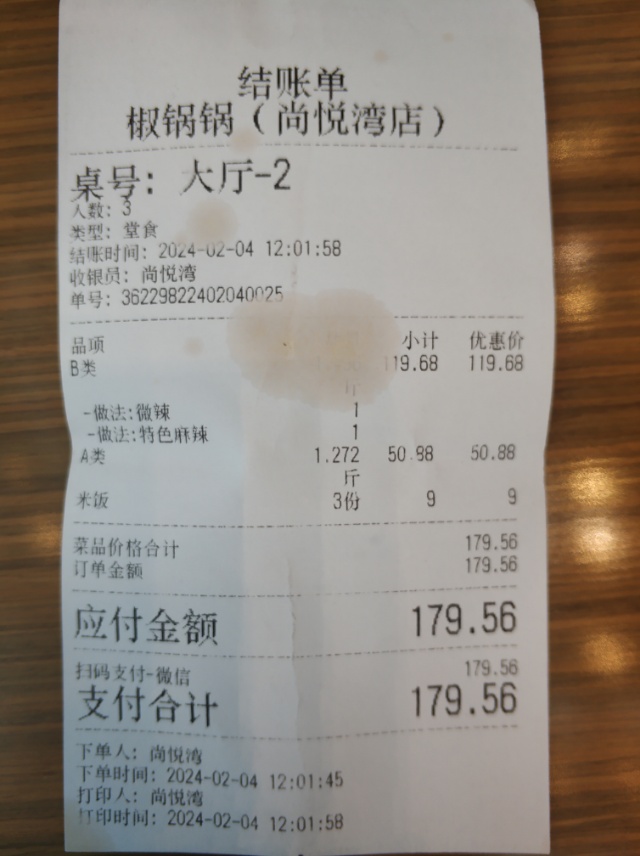 结账单
椒锅锅（尚悦湾店）
桌号：大厅-2
人数：3
类型：堂食
结账时间：2024-02-04 12:01:58
收银员：尚悦湾
单号：36229822402040025
品项 小计 优惠价
B类 119.68 119.68
斤
-做法:微辣 1
-做法:特色麻辣 1
A类 1.272 50.88 50.88
斤
米饭 3份 9 9
菜品价格合计 179.56
订单金额 179.56
应付金额 179.56
扫码支付-微信 179.56
支付合计 179.56
下单人：尚悦湾
下单时间：2024-02-04 12:01:45
打印人：尚悦湾
打印时间：2024-02-04 12:01:58